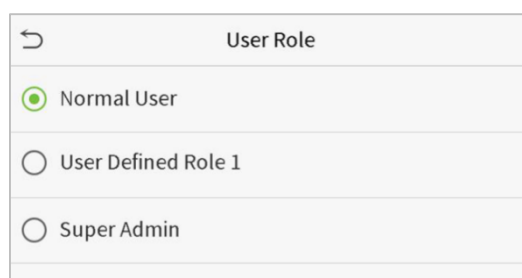 User Role
Normal User
User Defined Role 1
Super Admin